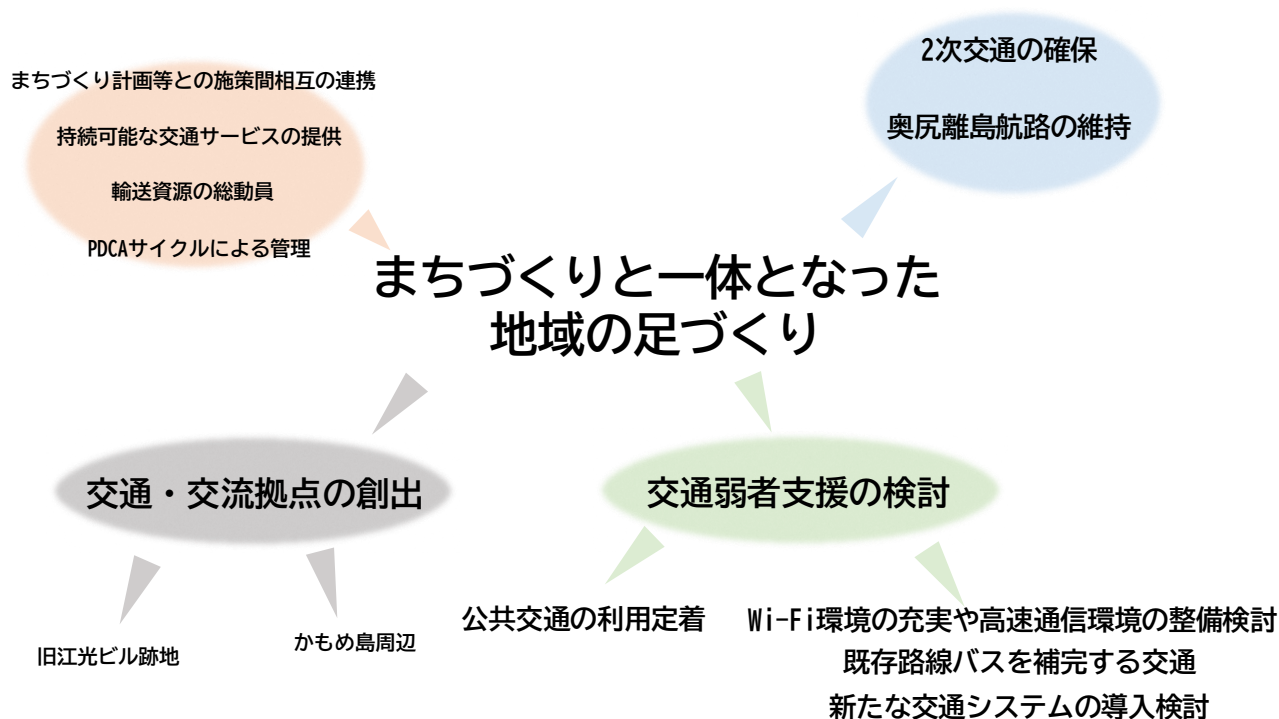 まちづくり計画等との施策間相互の連携
持続可能な交通サービスの提供
輸送資源の総動員
PDCAサイクルによる管理
2次交通の確保
奥尻離島航路の維持
まちづくりと一体となった
地域の足づくり
交通・交流拠点の創出
旧江光ビル跡地
かもめ島周辺
交通弱者支援の検討
公共交通の利用定着
Wi-Fi環境の充実や高速通信環境の整備検討
既存路線バスを補完する交通
新たな交通システムの導入検討